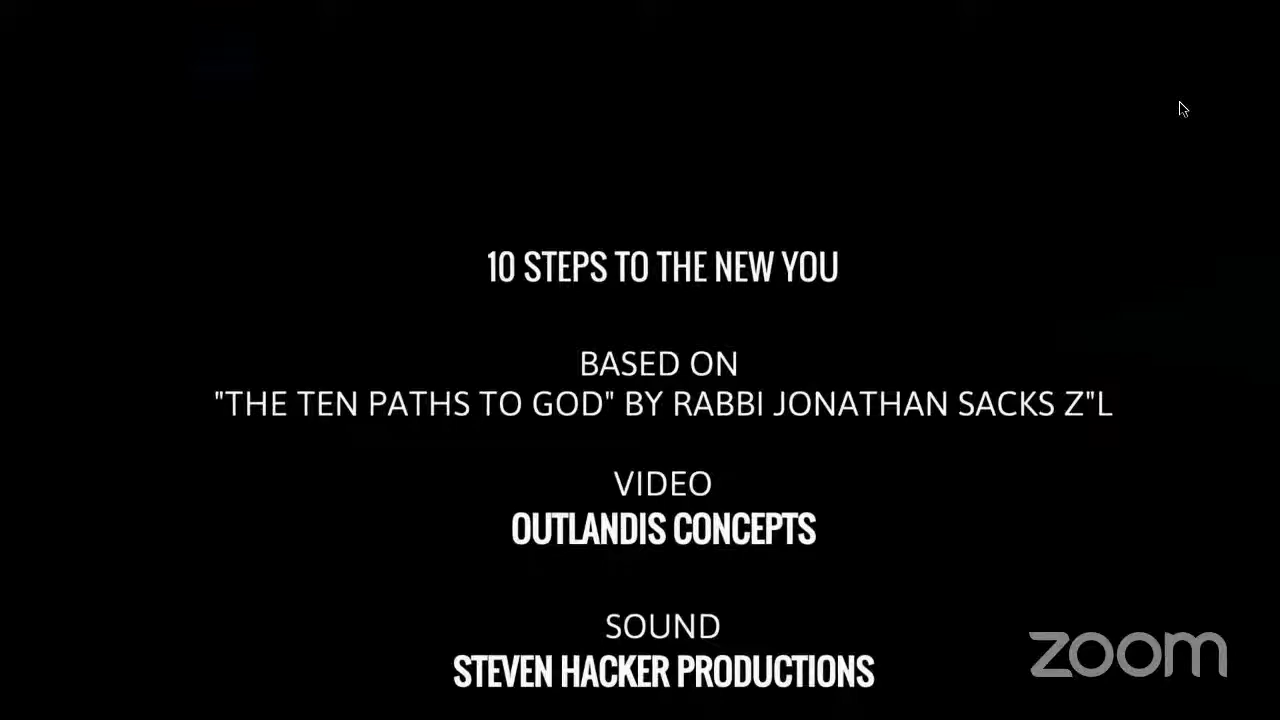 10 STEPS TO THE NEW YOU
BASED ON
"THE TEN PATHS TO GOD" BY RABBI JONATHAN SACKS Z"L
VIDEO
OUTLANDIS CONCEPTS
SOUND
STEVEN HACKER PRODUCTIONS
zoom